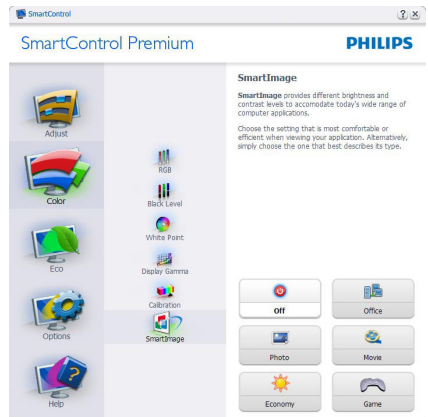 SmartControl
SmartControl Premium
PHILIPS
Adjust
Color
Eco
Options
Help
RGB
Black Level
White Point
Display Gamma
Calibration
SmartImage
SmartImage
SmartImage provides different brightness and
contrast levels to accomodate today's wide range of
computer applications.
Choose the setting that is most comfortable or
efficient when viewing your application. Alternatively,
simply choose the one that best describes its type.
Off
Office
Photo
Movie
Economy
Game